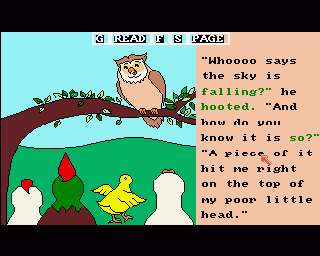 G READ F S PAGE
"Whoooo says
the sky is
falling?" he
hooted. "And
how do you
know it is so?"
"A piece of it
hit me right
on the top of
my poor little
head."